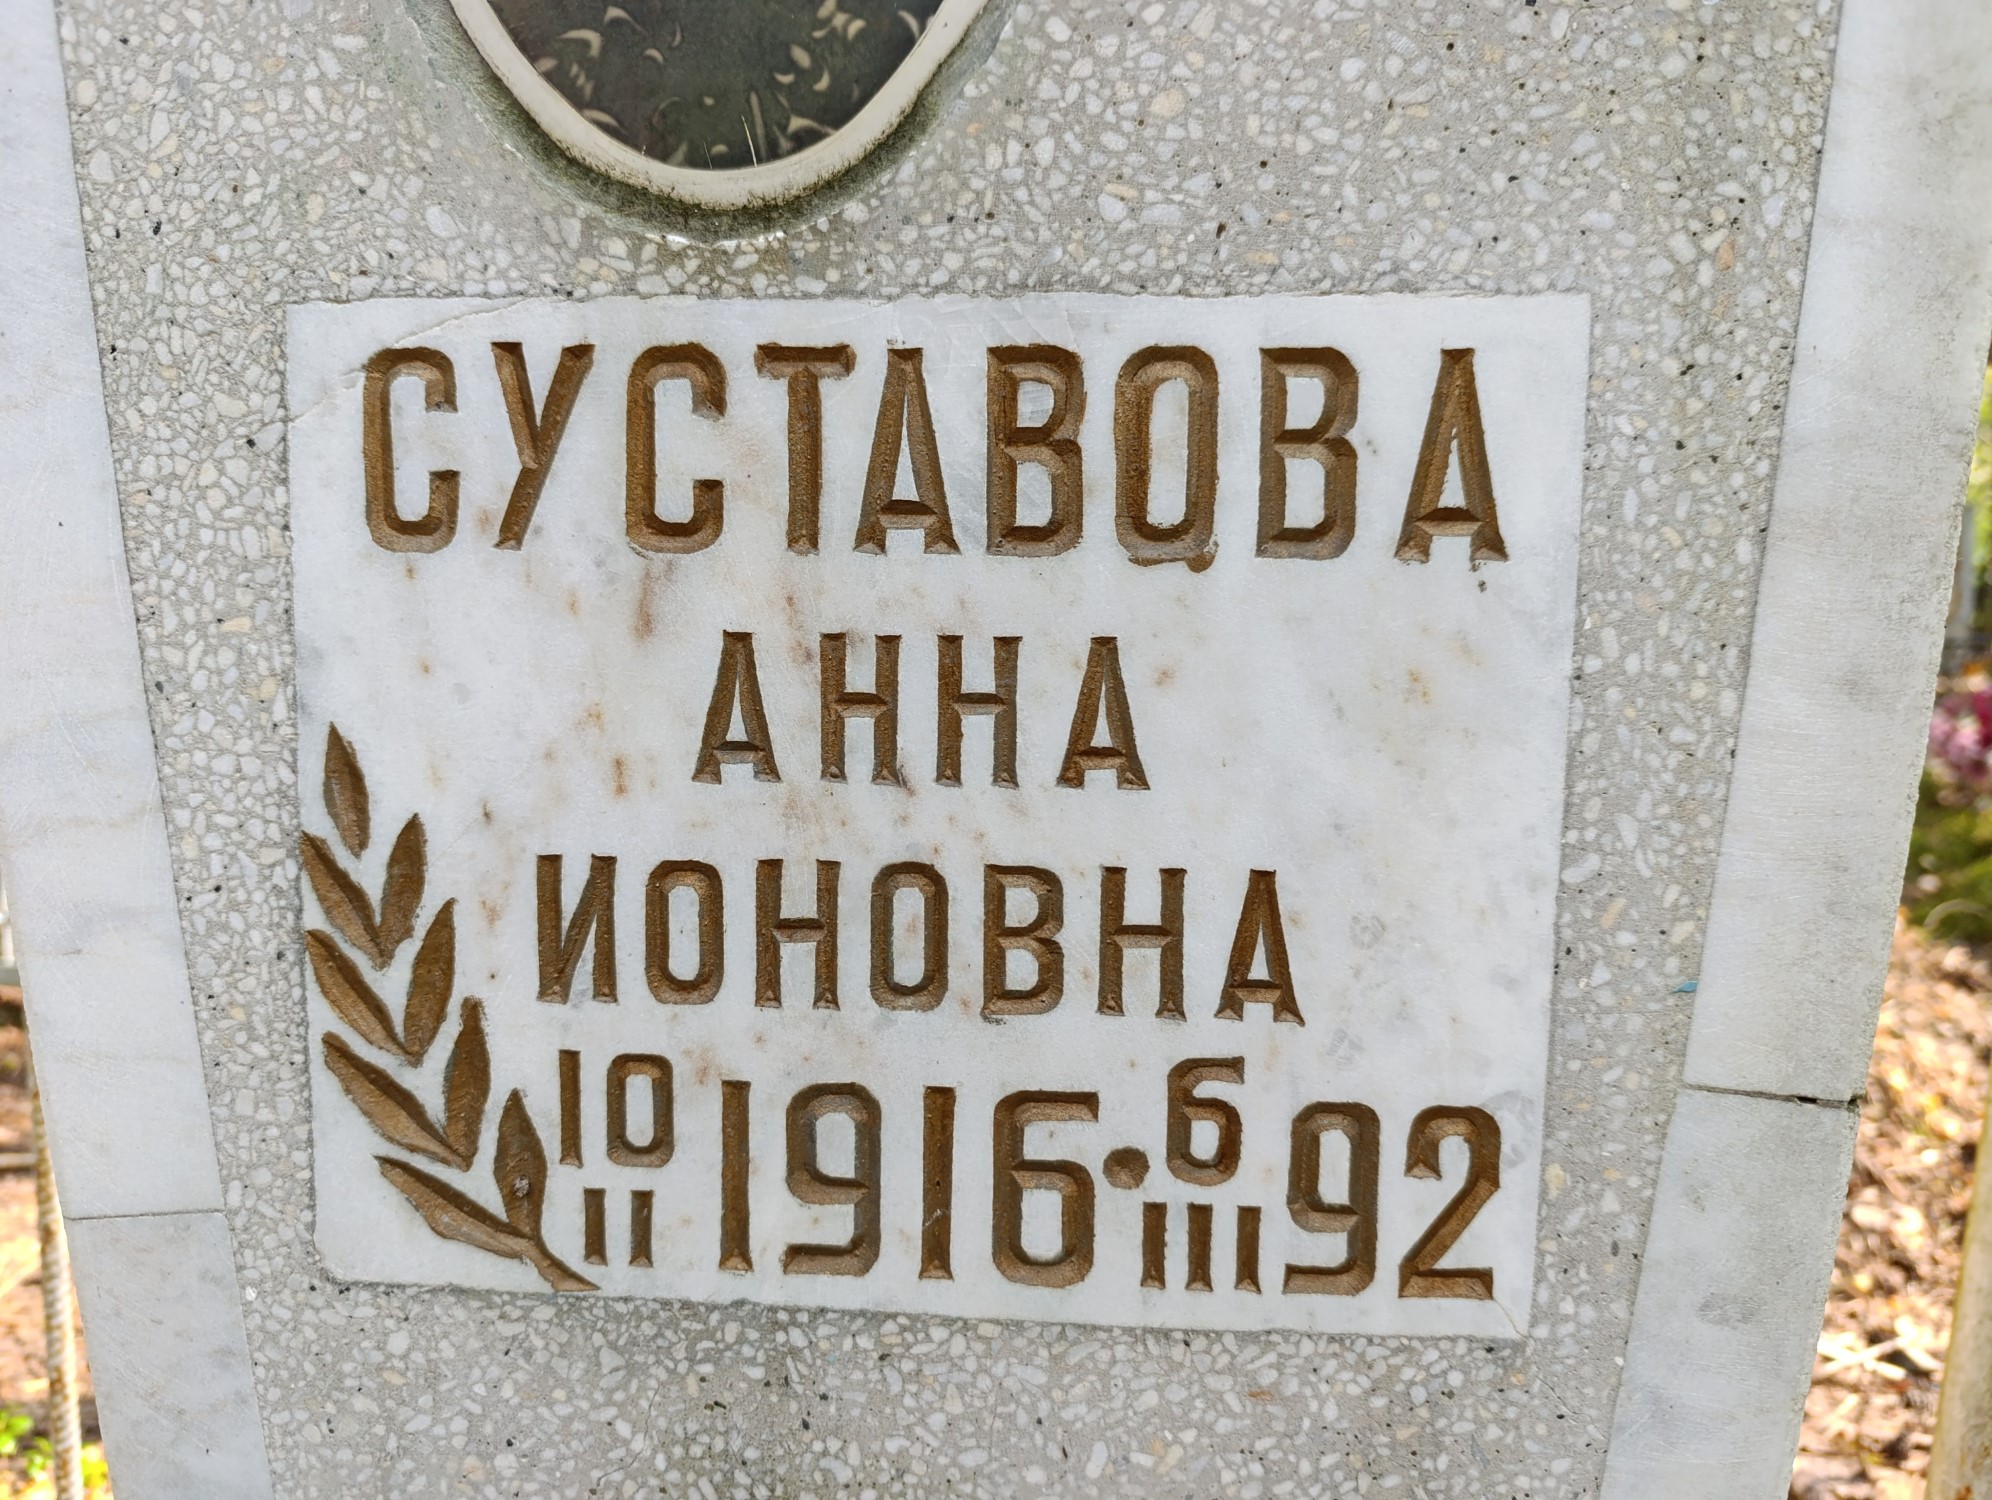 СУСТАВОВА
АННА
ИОНОВНА
10 II 1916 • 6 III 92